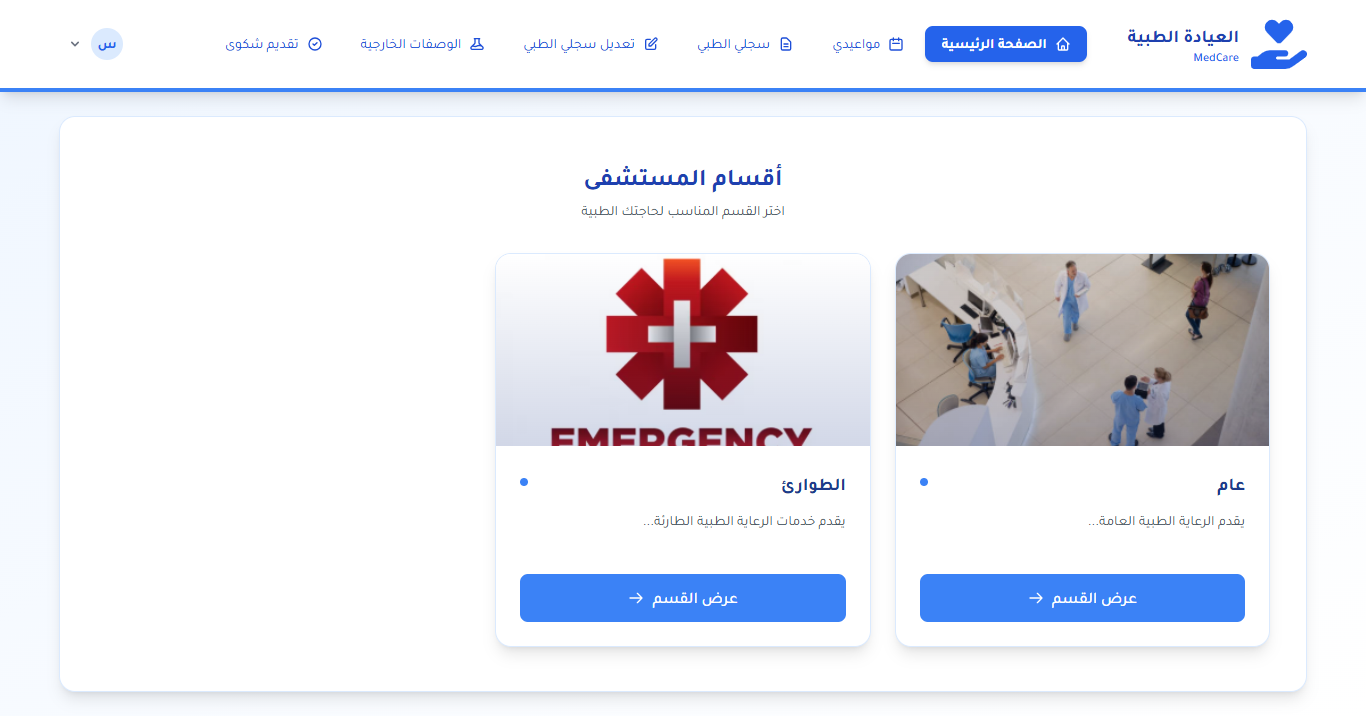 العيادة الطبية
MedCare
الصفحة الرئيسية
مواعيدي
سجلي الطبي
تعديل سجلي الطبي
الوصفات الخارجية
تقديم شكوى
س
أقسام المستشفى
اختر القسم المناسب لحاجتك الطبية
EMERGENCY
عام
يقدم الرعاية الطبية العامة...
عرض القسم
الطوارئ
يقدم خدمات الرعاية الطبية الطارئة...
عرض القسم